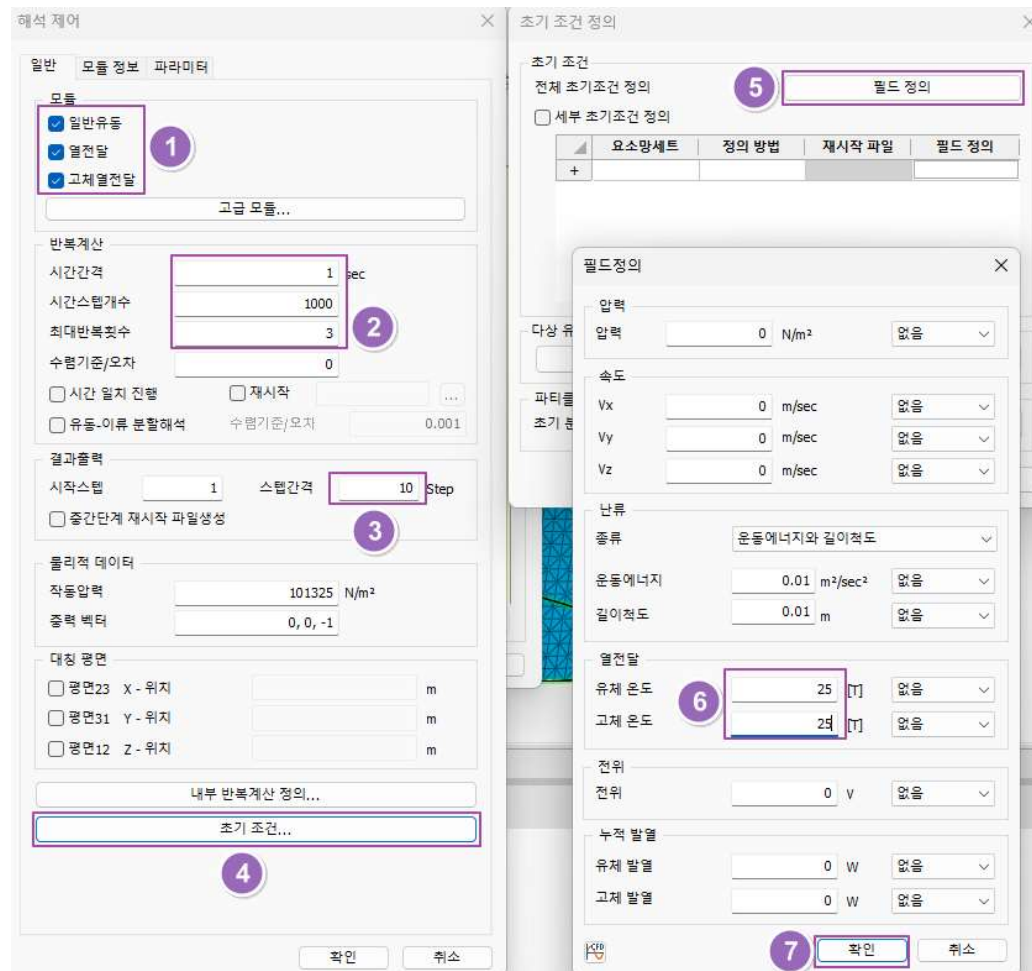 해석 제어
일반 모듈 정보 파라미터
모듈
일반유동
열전달
고체열전달
1
고급 모듈...
반복계산
시간간격 1 sec
시간스텝개수 1000
최대반복횟수 3
2
수렴기준/오차 0
시간 일치 진행 재시작 ...
유동-이류 분할해석 수렴기준/오차 0.001
결과출력
시작스텝 1 스텝간격 10 Step
중간단계 재시작 파일생성
3
물리적 데이터
작동압력 101325 N/m²
중력 벡터 0, 0, -1
대칭 평면
평면23 X - 위치 m
평면31 Y - 위치 m
평면12 Z - 위치 m
내부 반복계산 정의...
초기 조건...
4
확인 취소
초기 조건 정의
초기 조건
전체 초기조건 정의 5 필드 정의
세부 초기조건 정의
요소망세트 정의 방법 재시작 파일 필드 정의
+
다상 유
파티클
초기 분
필드정의
압력
압력 0 N/m² 없음
속도
Vx 0 m/sec 없음
Vy 0 m/sec 없음
Vz 0 m/sec 없음
난류
종류 운동에너지와 길이척도
운동에너지 0.01 m²/sec² 없음
길이척도 0.01 m 없음
열전달
유체 온도 25 [T] 없음
6
고체 온도 25 [T] 없음
전위
전위 0 V 없음
누적 발열
유체 발열 0 W 없음
고체 발열 0 W 없음
CFD 7 확인 취소